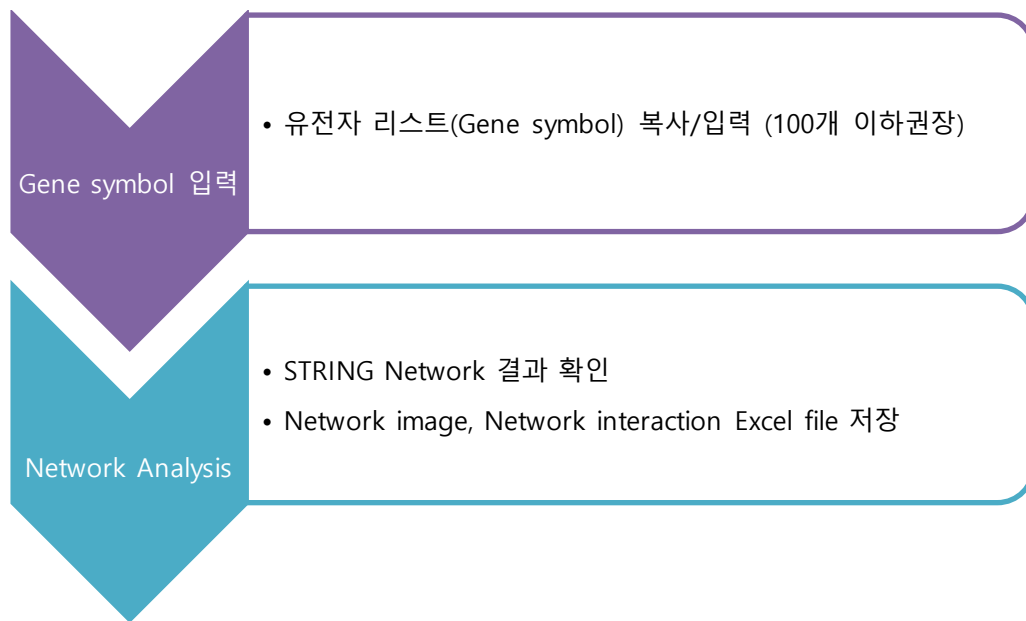 Gene symbol 입력
• 유전자 리스트(Gene symbol) 복사/입력 (100개 이하권장)
Network Analysis
• STRING Network 결과 확인
• Network image, Network interaction Excel file 저장